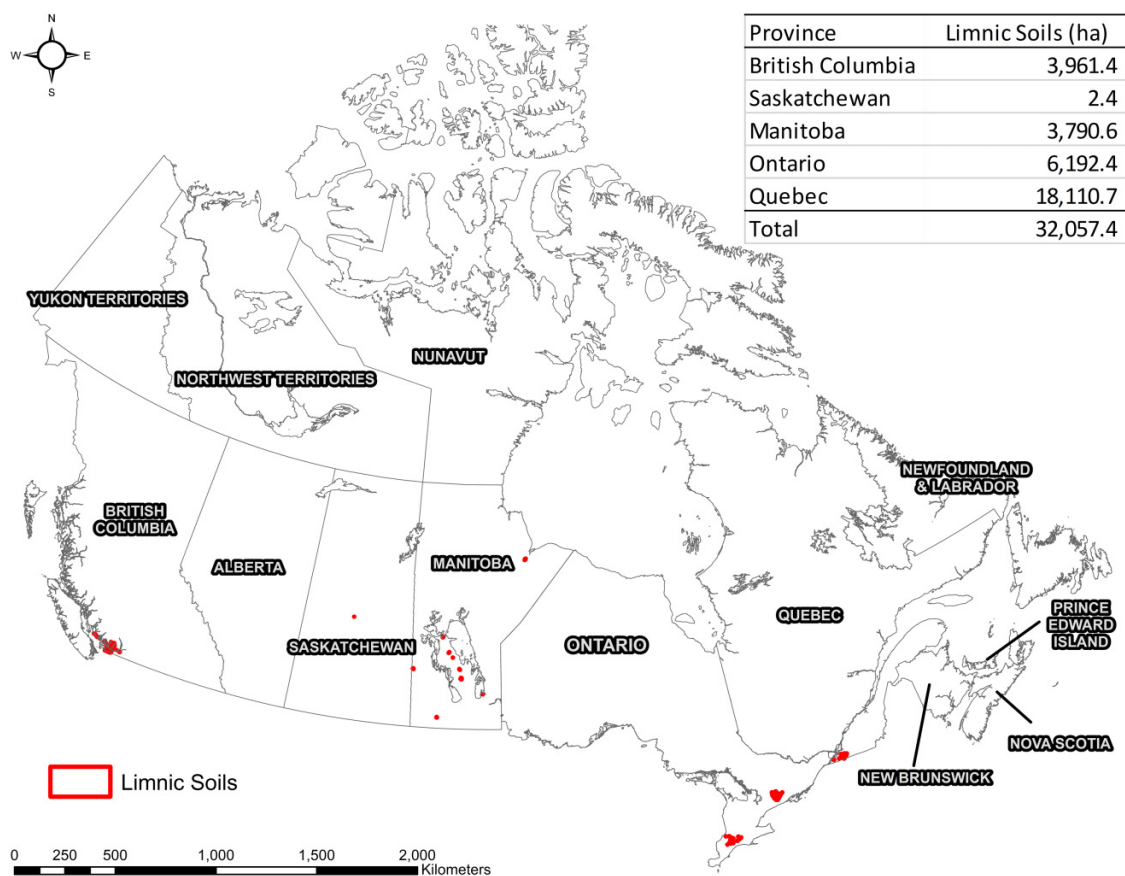 N
W E
S
Province Limnic Soils (ha)
British Columbia 3,961.4
Saskatchewan 2.4
Manitoba 3,790.6
Ontario 6,192.4
Quebec 18,110.7
Total 32,057.4
YUKON TERRITORIES
NORTHWEST TERRITORIES
NUNAVUT
NEWFOUNDLAND
& LABRADOR
BRITISH
COLUMBIA
ALBERTA
MANITOBA
SASKATCHEWAN
ONTARIO
QUEBEC
PRINCE
EDWARD
ISLAND
NOVA SCOTIA
NEW BRUNSWICK
Limnic Soils
0 250 500 1,000 1,500 2,000
Kilometers